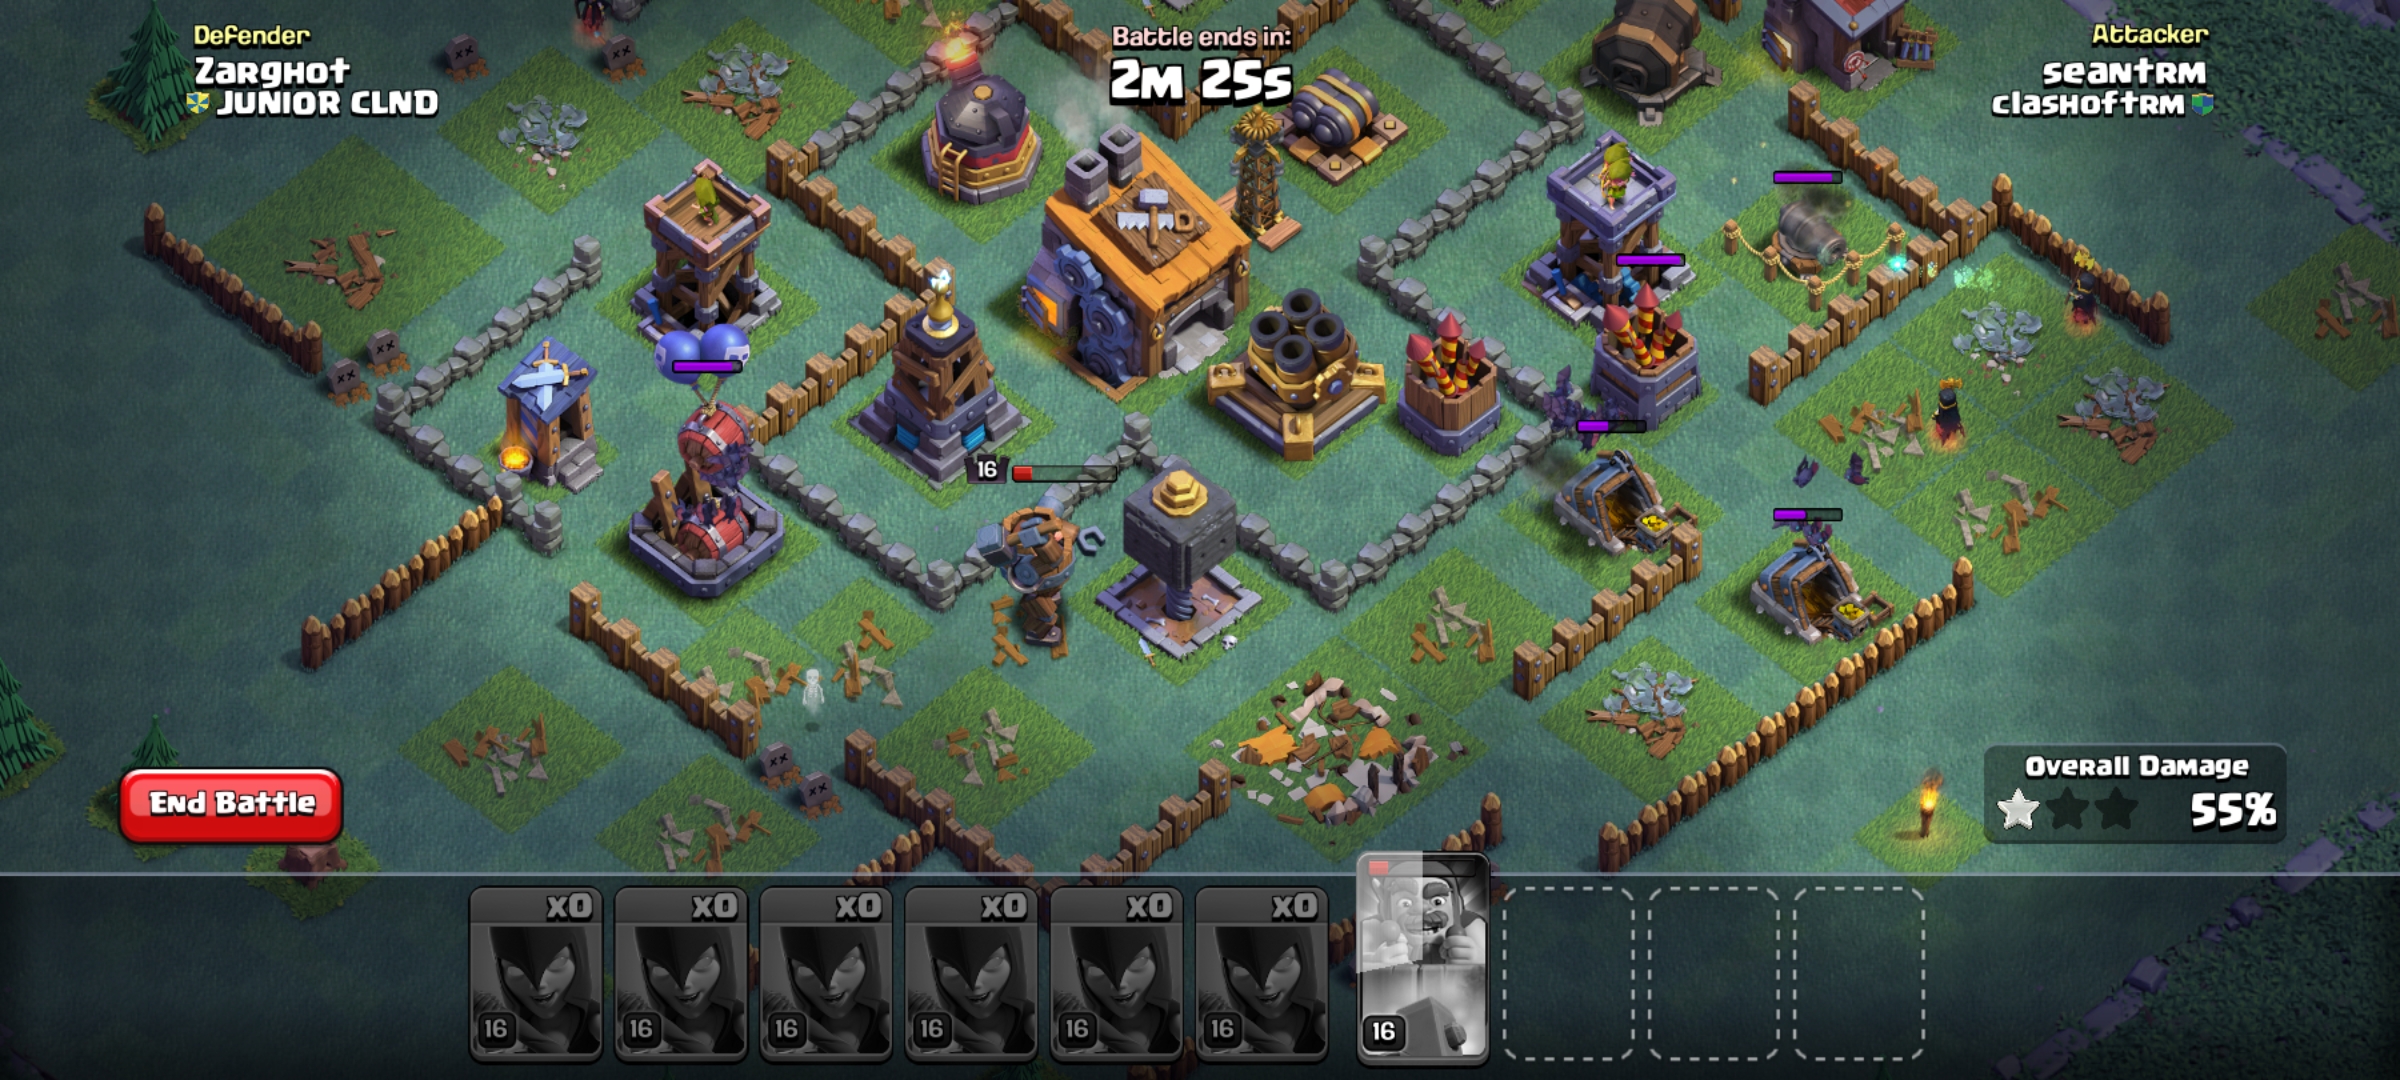 Defender
Zarghot
JUNIOR CLND
Battle ends in:
2M 25S
Attacker
seantRM
clashoftRM
16
End Battle
Overall Damage
55%
x0 x0 x0 x0 x0 x0
16 16 16 16 16 16 16